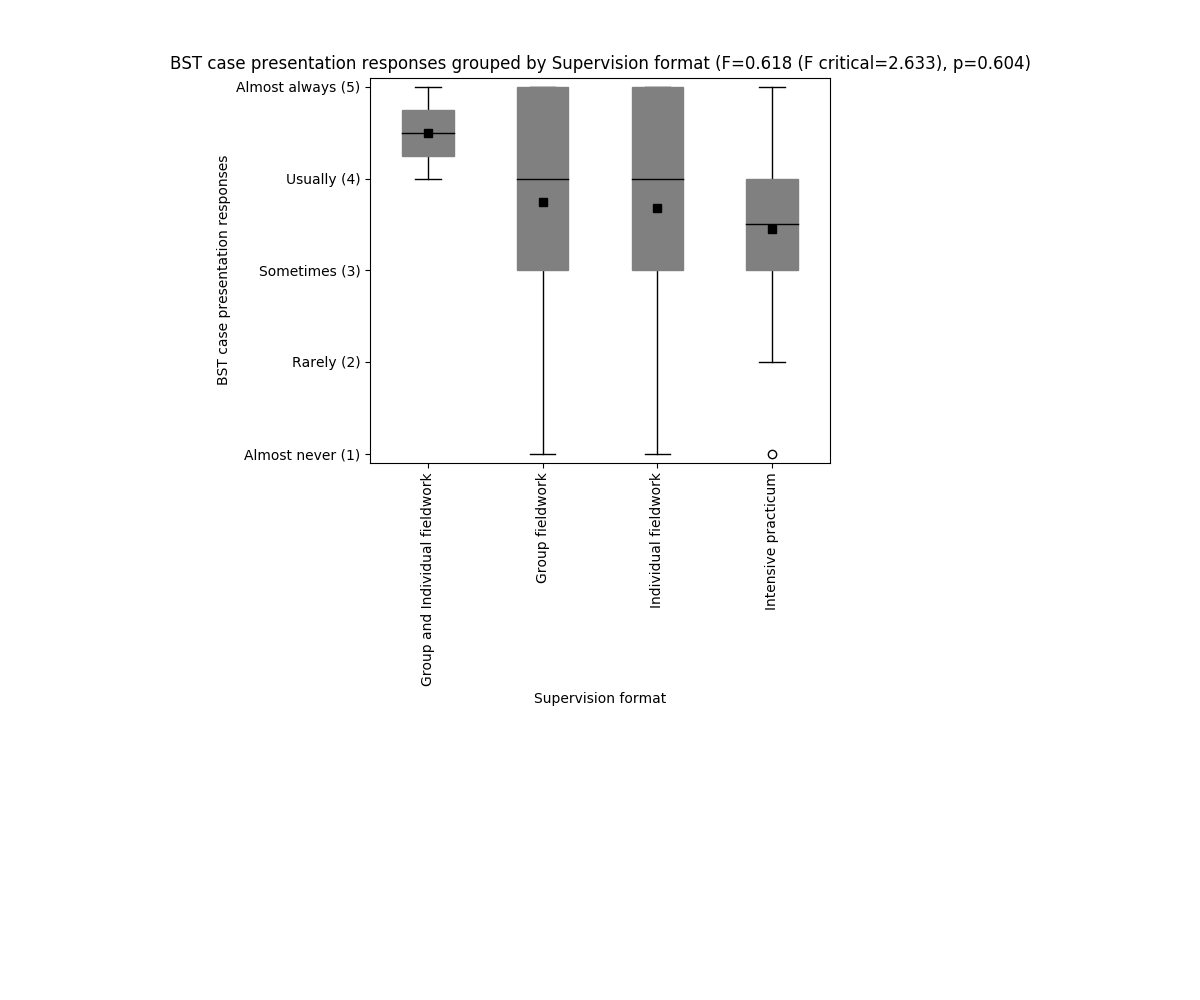 BST case presentation responses grouped by Supervision format (F=0.618 (F critical=2.633), p=0.604)
BST case presentation responses
Almost always (5)
Usually (4)
Sometimes (3)
Rarely (2)
Almost never (1)
Group and Individual fieldwork
Group fieldwork
Individual fieldwork
Intensive practicum
Supervision format